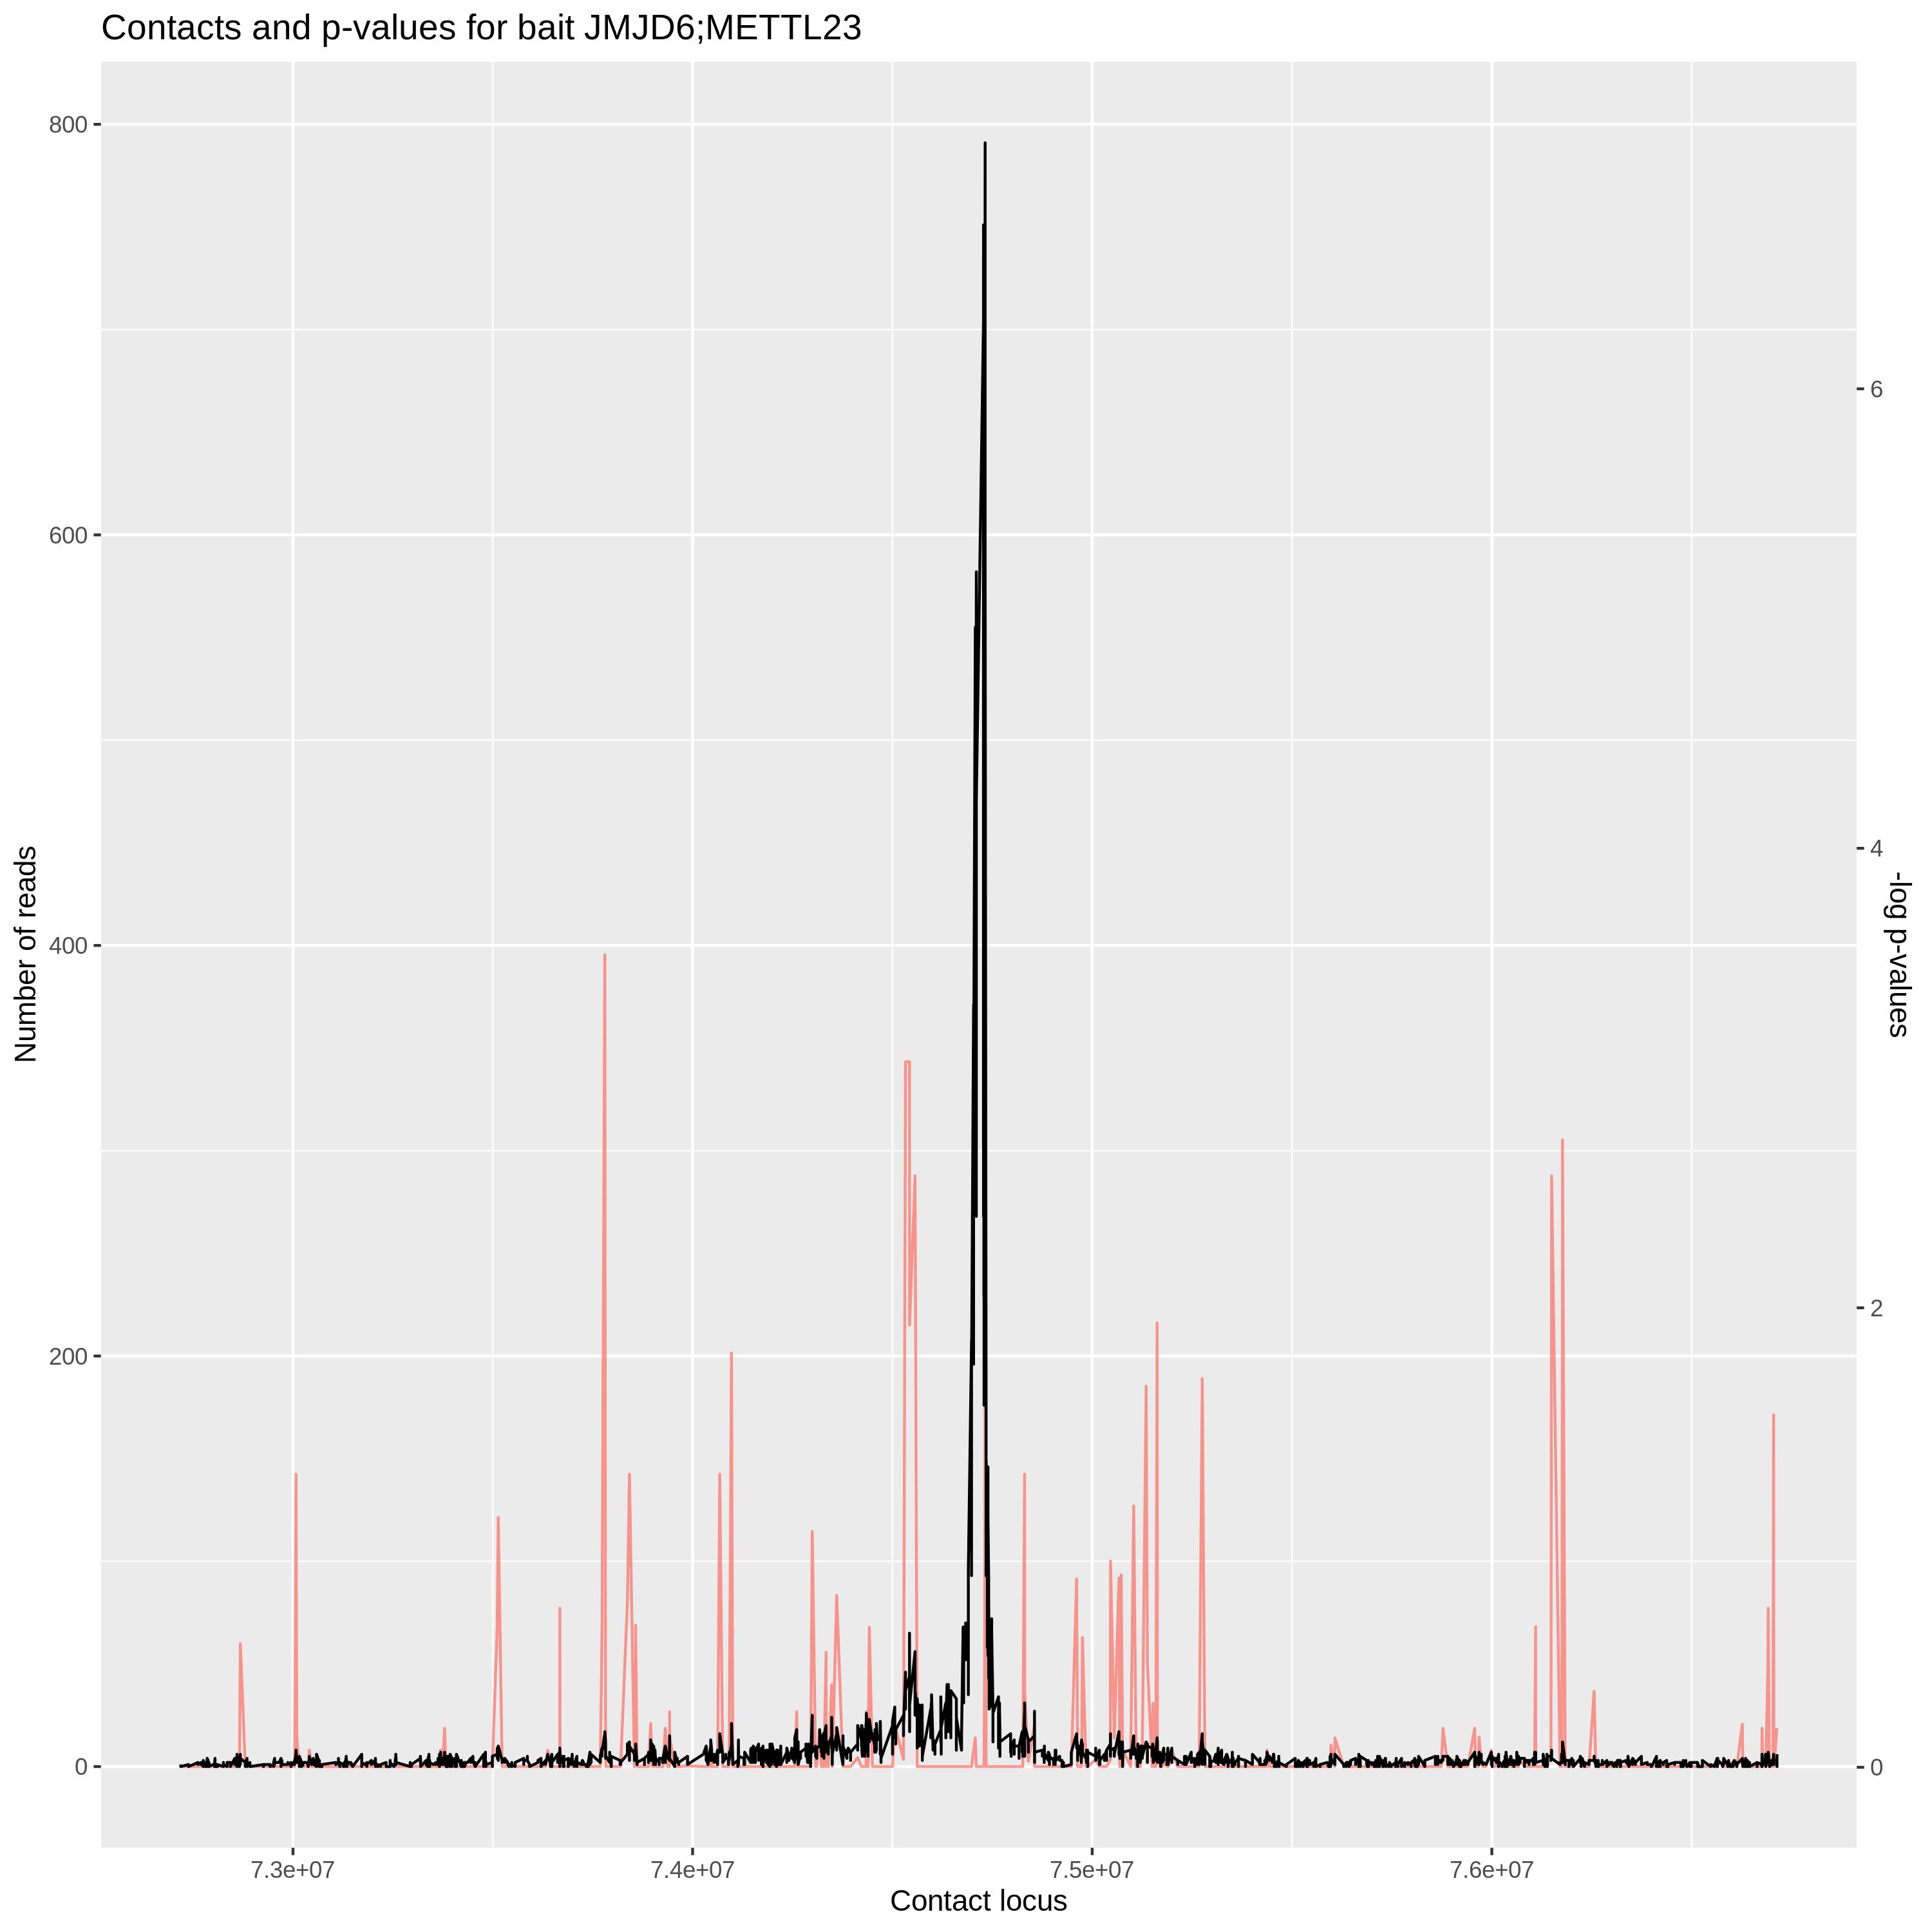 Contacts and p-values for bait JMJD6;METTL23
800
600
400
200
0
Number of reads
6
4
2
0
-log p-values
7.3e+07
7.4e+07
7.5e+07
7.6e+07
Contact locus